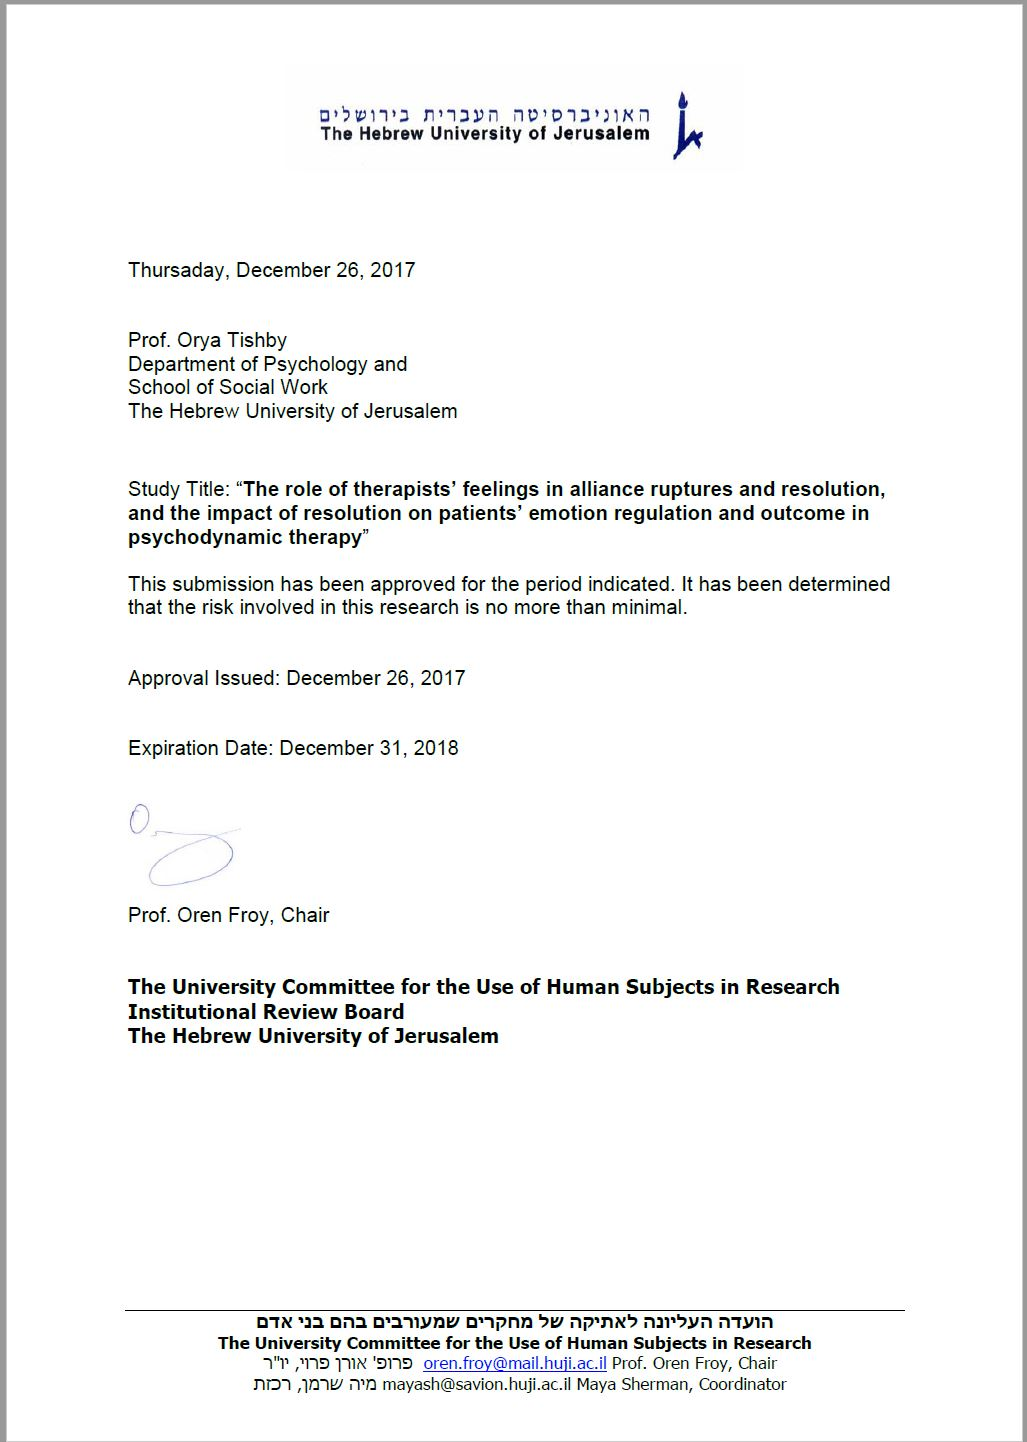 האוניברסיטה העברית בירושלים
The Hebrew University of Jerusalem
Thursaday, December 26, 2017
Prof. Orya Tishby
Department of Psychology and
School of Social Work
The Hebrew University of Jerusalem
Study Title: “The role of therapists’ feelings in alliance ruptures and resolution,
and the impact of resolution on patients’ emotion regulation and outcome in
psychodynamic therapy”
This submission has been approved for the period indicated. It has been determined
that the risk involved in this research is no more than minimal.
Approval Issued: December 26, 2017
Expiration Date: December 31, 2018
Prof. Oren Froy, Chair
The University Committee for the Use of Human Subjects in Research
Institutional Review Board
The Hebrew University of Jerusalem
הועדה העליונה לאתיקה של מחקרים שמעורבים בהם בני אדם
The University Committee for the Use of Human Subjects in Research
פרופ' אורן פרוי, יו"ר oren.froy@mail.huji.ac.il Prof. Oren Froy, Chair
מיה שרמן, רכזת mayash@savion.huji.ac.il Maya Sherman, Coordinator